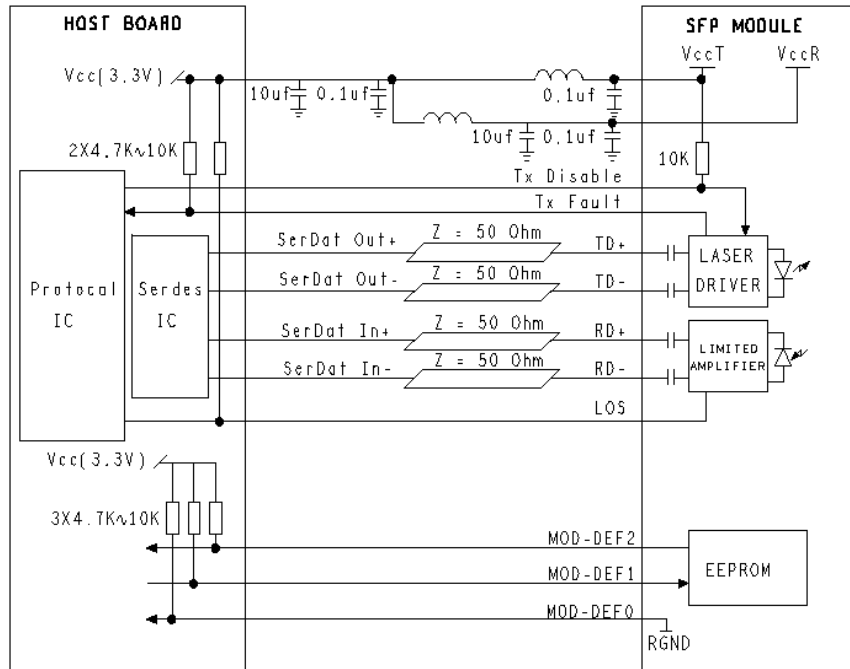 HOST BOARD
SFP MODULE
Vcc(3.3V)
VccT
VccR
10uf
0.1uf
0.1uf
10uf
0.1uf
2X4.7K~10K
10K
Tx Disable
Tx Fault
SerDat Out+
Z = 50 Ohm
TD+
SerDat Out-
Z = 50 Ohm
TD-
LASER
DRIVER
Protocal
IC
Serdes
IC
SerDat In+
Z = 50 Ohm
RD+
SerDat In-
Z = 50 Ohm
RD-
LIMITED
AMPLIFIER
LOS
Vcc(3.3V)
3X4.7K~10K
MOD-DEF2
MOD-DEF1
MOD-DEF0
EEPROM
RGND